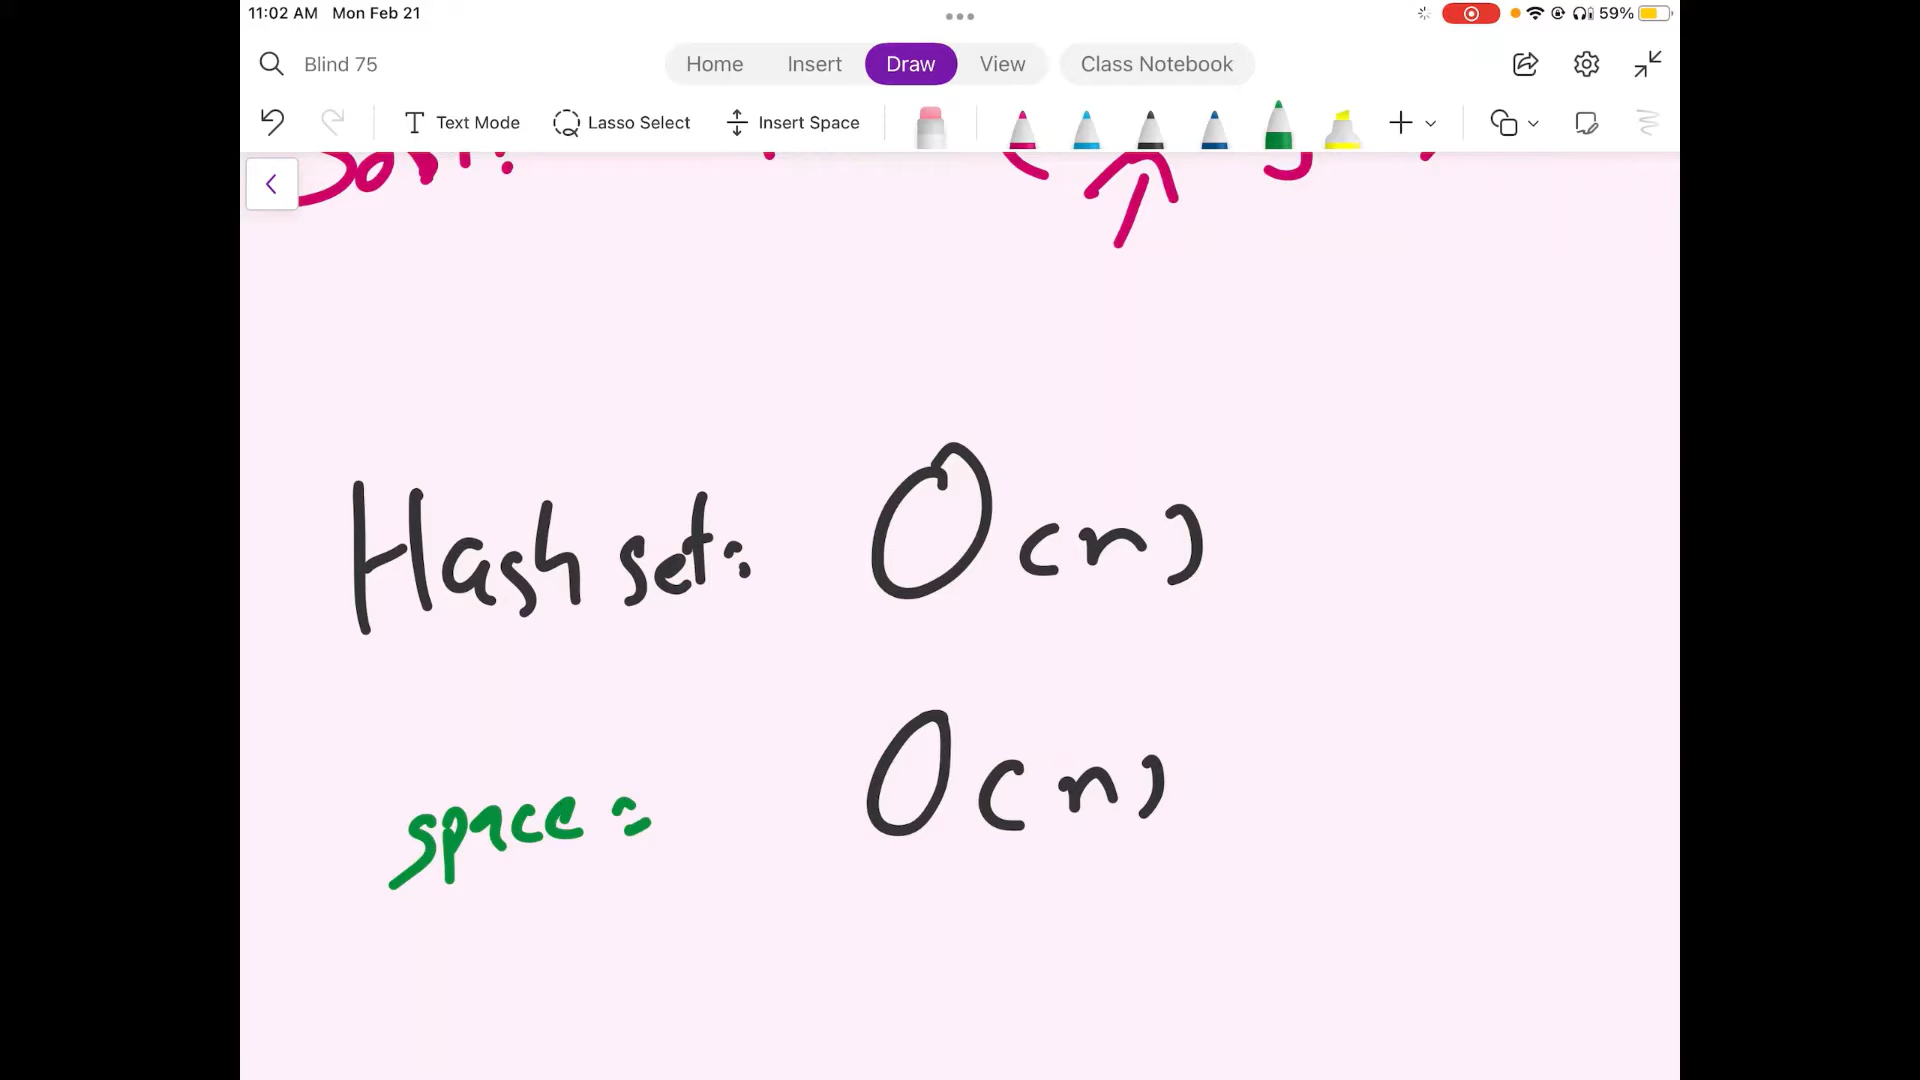 11:02 AM Mon Feb 21
59%
Blind 75
Home Insert Draw View Class Notebook
Text Mode Lasso Select Insert Space
Hash set: O(n)
space: O(n)